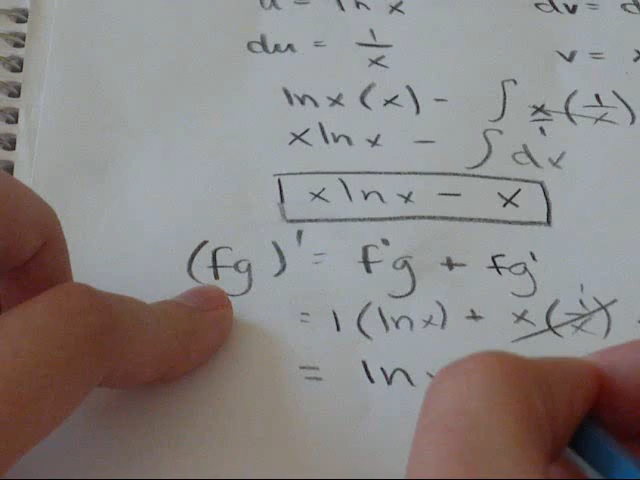 u = ln x dv = d
du = 1/x v = x
ln x (x) - ∫ x (1/x)
x ln x - ∫ dx
x ln x - x
(fg)' = f'g + fg'
= 1 (ln x) + x (1/x)
= ln